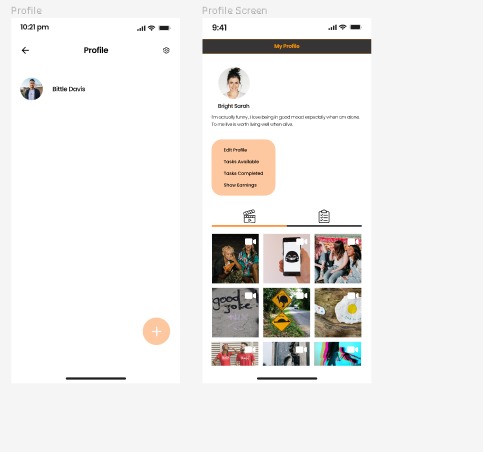 Profile
Profile Screen
10:21 pm
9:41
Profile
My Profile
Bittle Davis
Bright Sarah
I'm actually funny, I love being in good mood especially when am alone.
To me live is worth living well when alive.
Edit Profile
Tasks Available
Tasks Completed
Show Earnings
good
joke